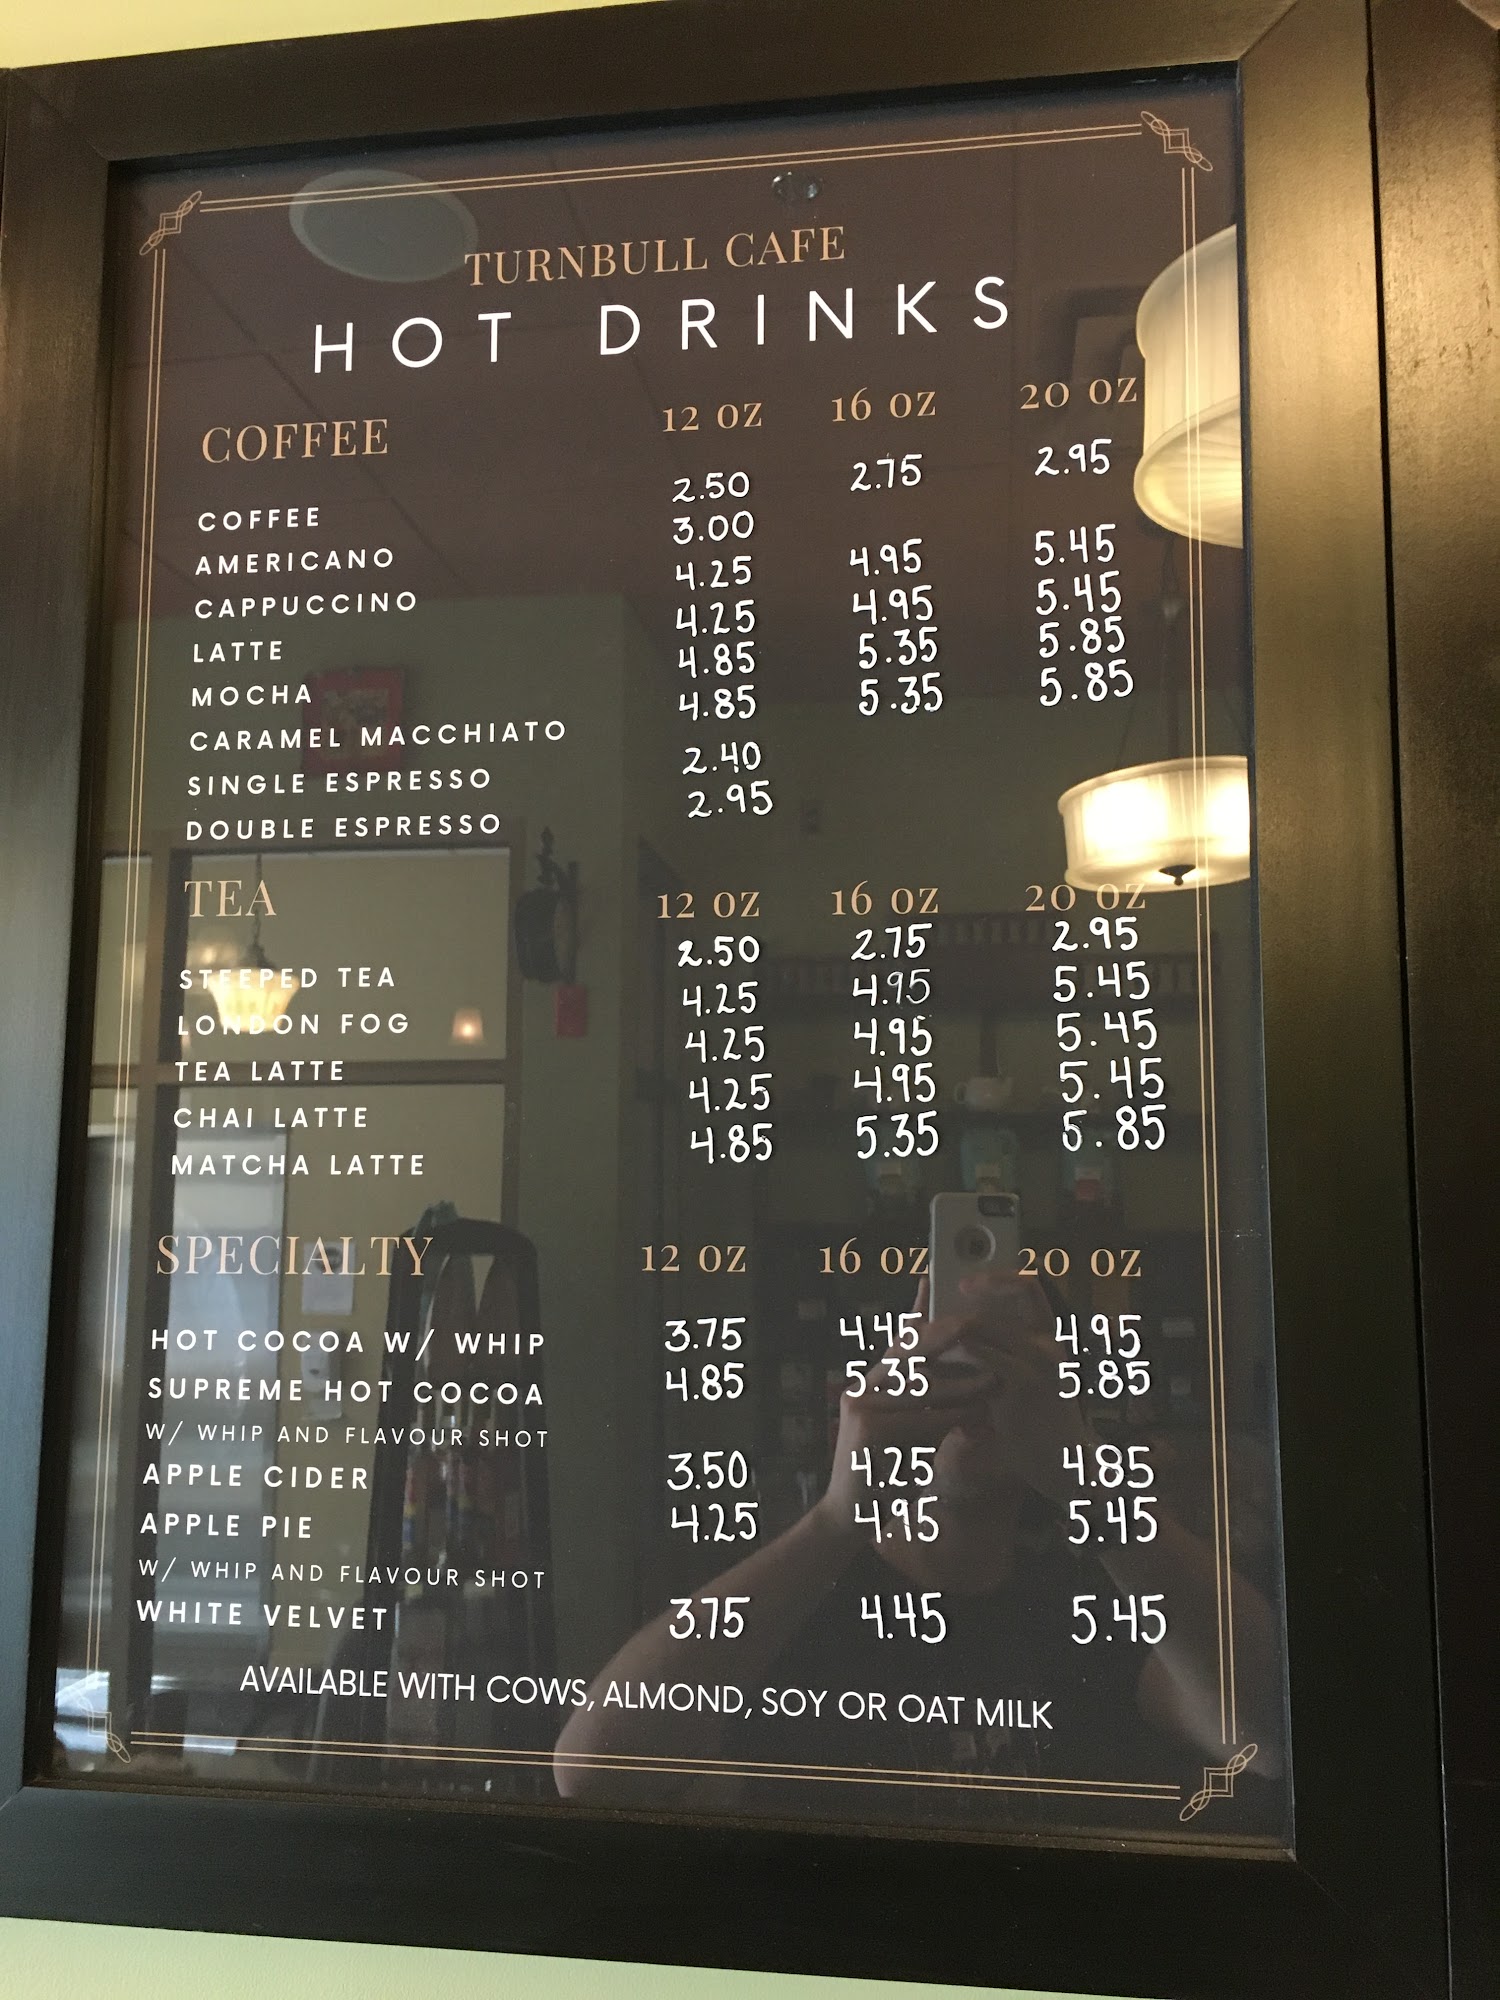 TURNBULL CAFE
HOT DRINKS
COFFEE 12 OZ 16 OZ 20 OZ
COFFEE 2.50 2.75 2.95
AMERICANO 3.00
CAPPUCCINO 4.25 4.95 5.45
LATTE 4.25 4.95 5.45
MOCHA 4.85 5.35 5.85
CARAMEL MACCHIATO 4.85 5.35 5.85
SINGLE ESPRESSO 2.40
DOUBLE ESPRESSO 2.95
TEA 12 OZ 16 OZ 20 OZ
STEEPED TEA 2.50 2.75 2.95
LONDON FOG 4.25 4.95 5.45
TEA LATTE 4.25 4.95 5.45
CHAI LATTE 4.25 4.95 5.45
MATCHA LATTE 4.85 5.35 5.85
SPECIALTY 12 OZ 16 OZ 20 OZ
HOT COCOA W/ WHIP 3.75 4.45 4.95
SUPREME HOT COCOA 4.85 5.35 5.85
W/ WHIP AND FLAVOUR SHOT
APPLE CIDER 3.50 4.25 4.85
APPLE PIE 4.25 4.95 5.45
W/ WHIP AND FLAVOUR SHOT
WHITE VELVET 3.75 4.45 5.45
AVAILABLE WITH COWS, ALMOND, SOY OR OAT MILK